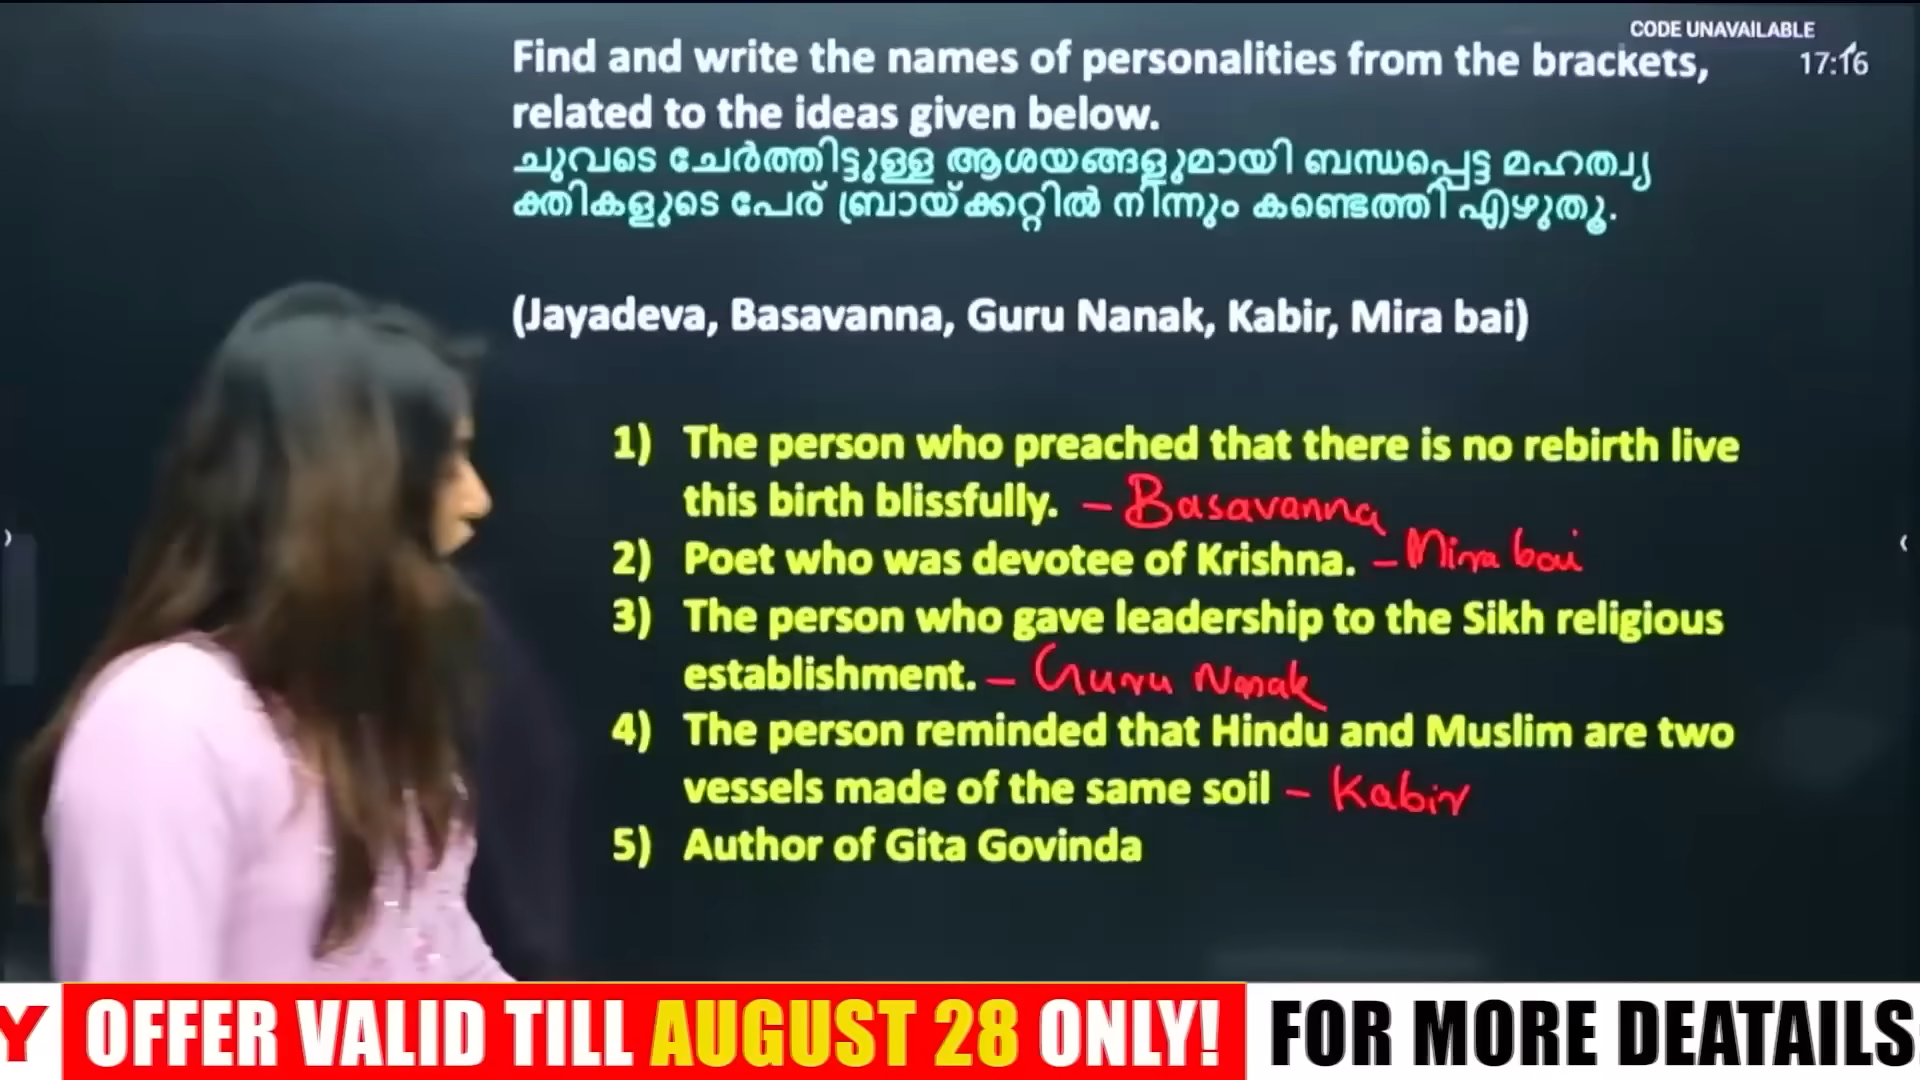 CODE UNAVAILABLE
17:16
Find and write the names of personalities from the brackets,
related to the ideas given below.
ചുവടെ ചേർത്തിട്ടുള്ള ആശയങ്ങളുമായി ബന്ധപ്പെട്ട മഹത്വ്യ
ക്തികളുടെ പേര് ബ്രായ്ക്കറ്റിൽ നിന്നും കണ്ടെത്തി എഴുതൂ.
(Jayadeva, Basavanna, Guru Nanak, Kabir, Mira bai)
1) The person who preached that there is no rebirth live
this birth blissfully. – Basavanna
2) Poet who was devotee of Krishna. – Mira bai
3) The person who gave leadership to the Sikh religious
establishment. – Guru Nanak
4) The person reminded that Hindu and Muslim are two
vessels made of the same soil – Kabir
5) Author of Gita Govinda
Y OFFER VALID TILL AUGUST 28 ONLY! FOR MORE DEATAILS